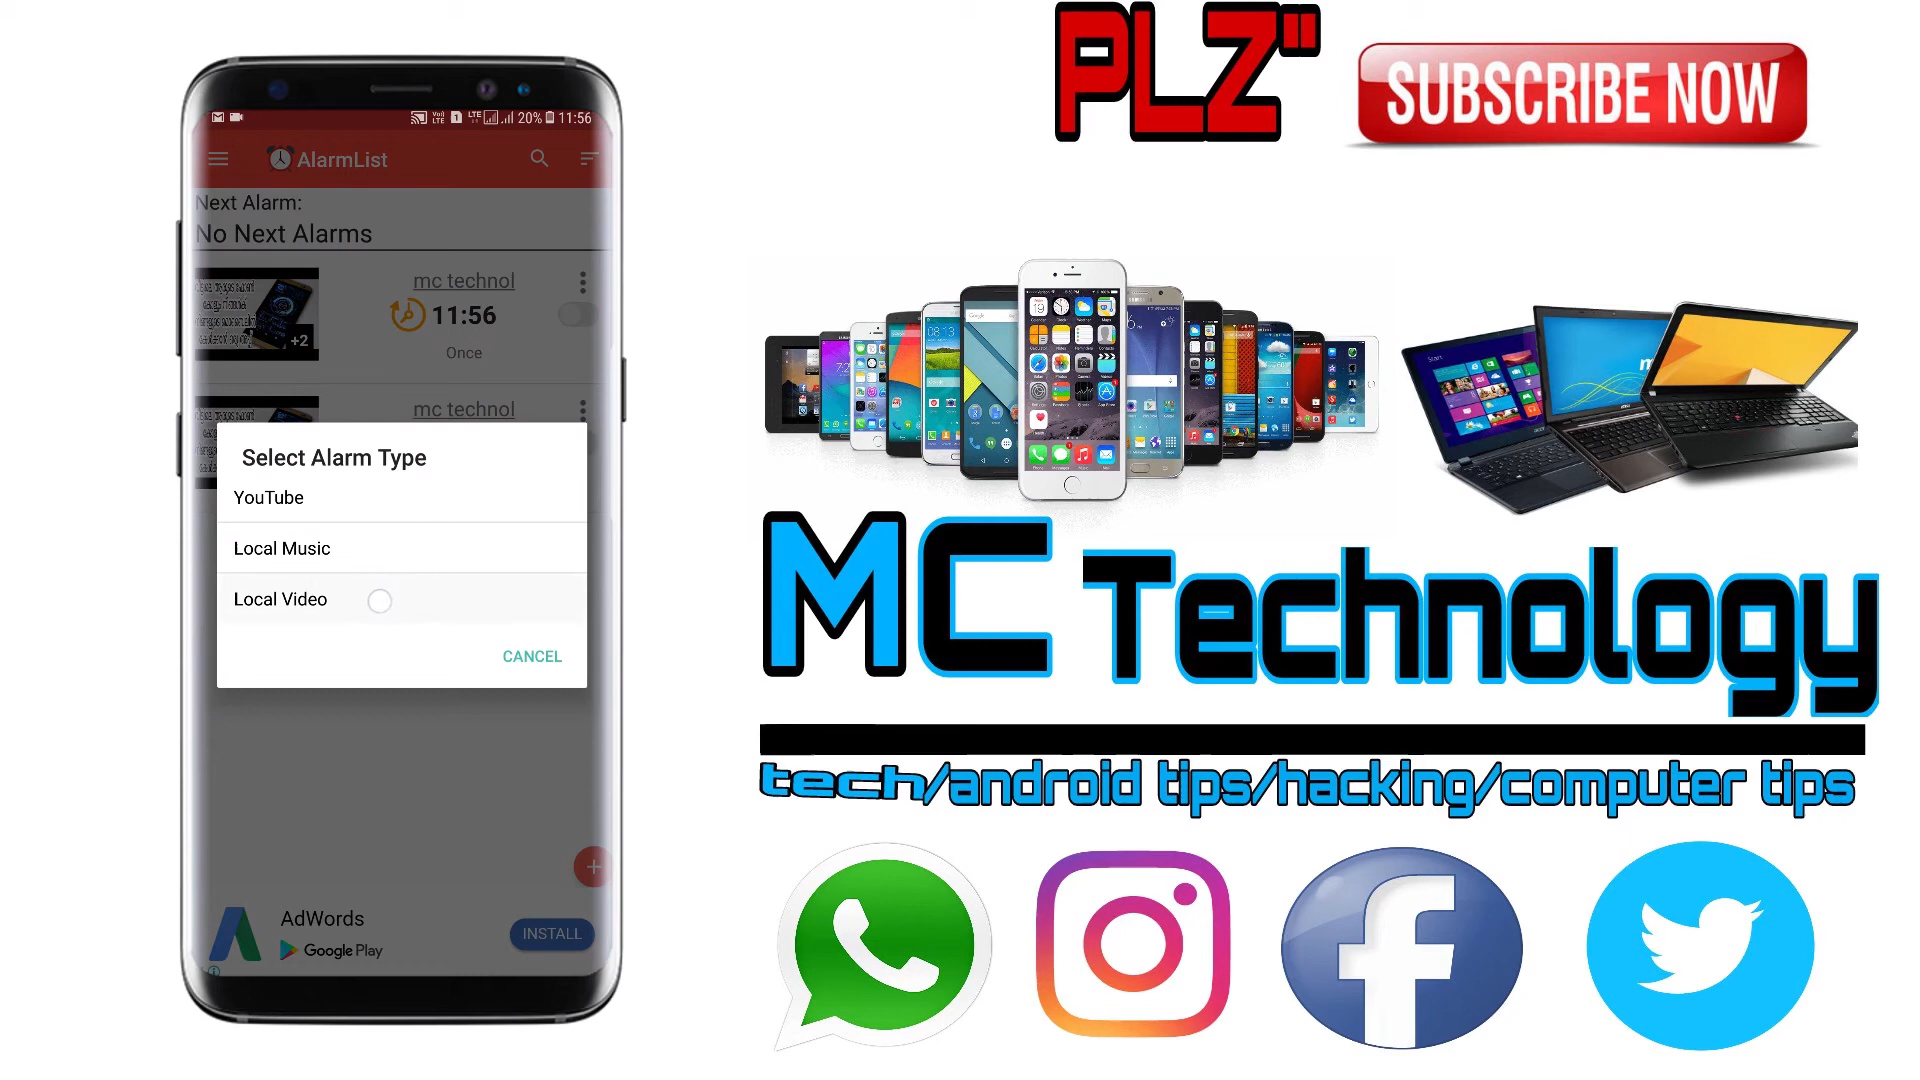 PLZ"
SUBSCRIBE NOW
20% 11:56
AlarmList
Next Alarm:
No Next Alarms
mc technol
11:56
+2
Once
mc technol
Select Alarm Type
YouTube
Local Music
Local Video
CANCEL
AdWords
Google Play
INSTALL
MC Technology
tech/android tips/hacking/computer tips